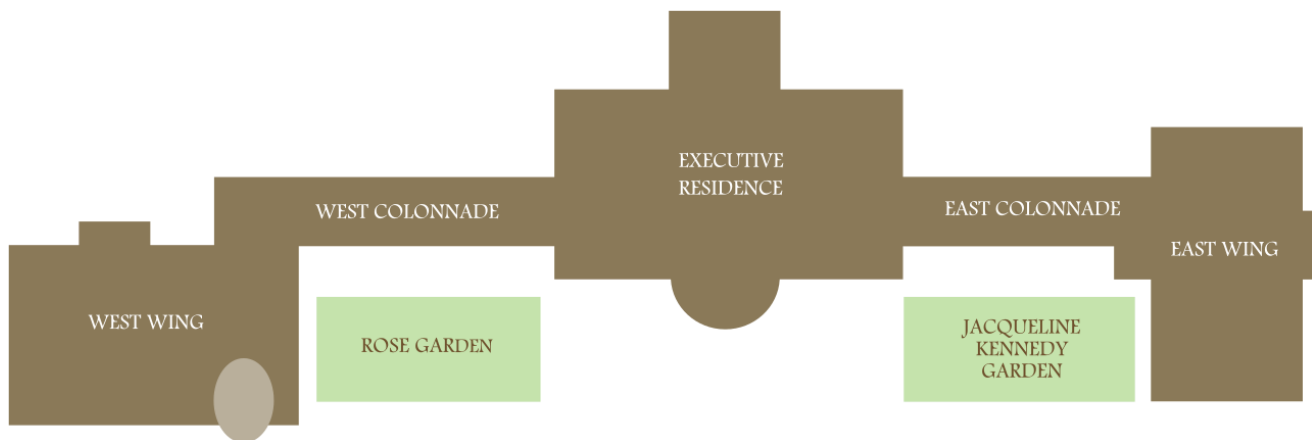 EXECUTIVE
RESIDENCE
WEST COLONNADE
EAST COLONNADE
EAST WING
WEST WING
ROSE GARDEN
JACQUELINE
KENNEDY
GARDEN